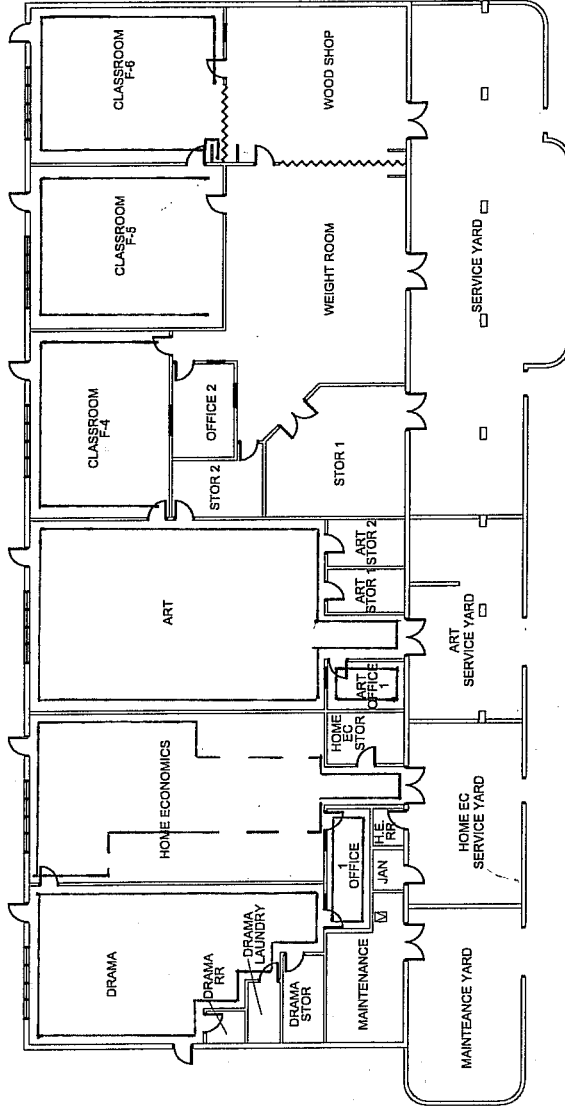 DRAMA
HOME ECONOMICS
ART
CLASSROOM
F-4
CLASSROOM
F-5
CLASSROOM
F-6
DRAMA
RR
DRAMA
LAUNDRY
DRAMA
STOR
MAINTENANCE
1
OFFICE
JAN
H.E.
RR
HOME
EC
STOR
ART
OFFICE
1
ART
STOR 1
ART
STOR 2
STOR 2
OFFICE 2
STOR 1
WEIGHT ROOM
WOOD SHOP
MAINTEANCE YARD
HOME EC
SERVICE YARD
ART
SERVICE YARD
SERVICE YARD